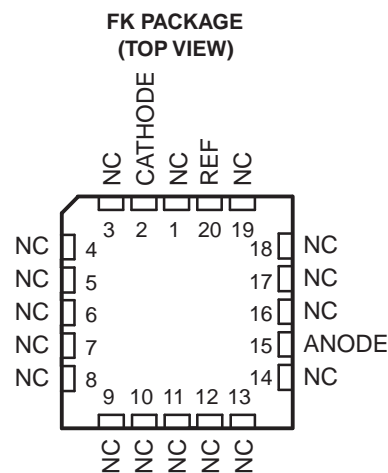 FK PACKAGE
(TOP VIEW)
NC
CATHODE
NC
REF
NC
3 2 1 20 19
NC 4
NC 5
NC 6
NC 7
NC 8
18 NC
17 NC
16 NC
15 ANODE
14 NC
9 10 11 12 13
NC
NC
NC
NC
NC